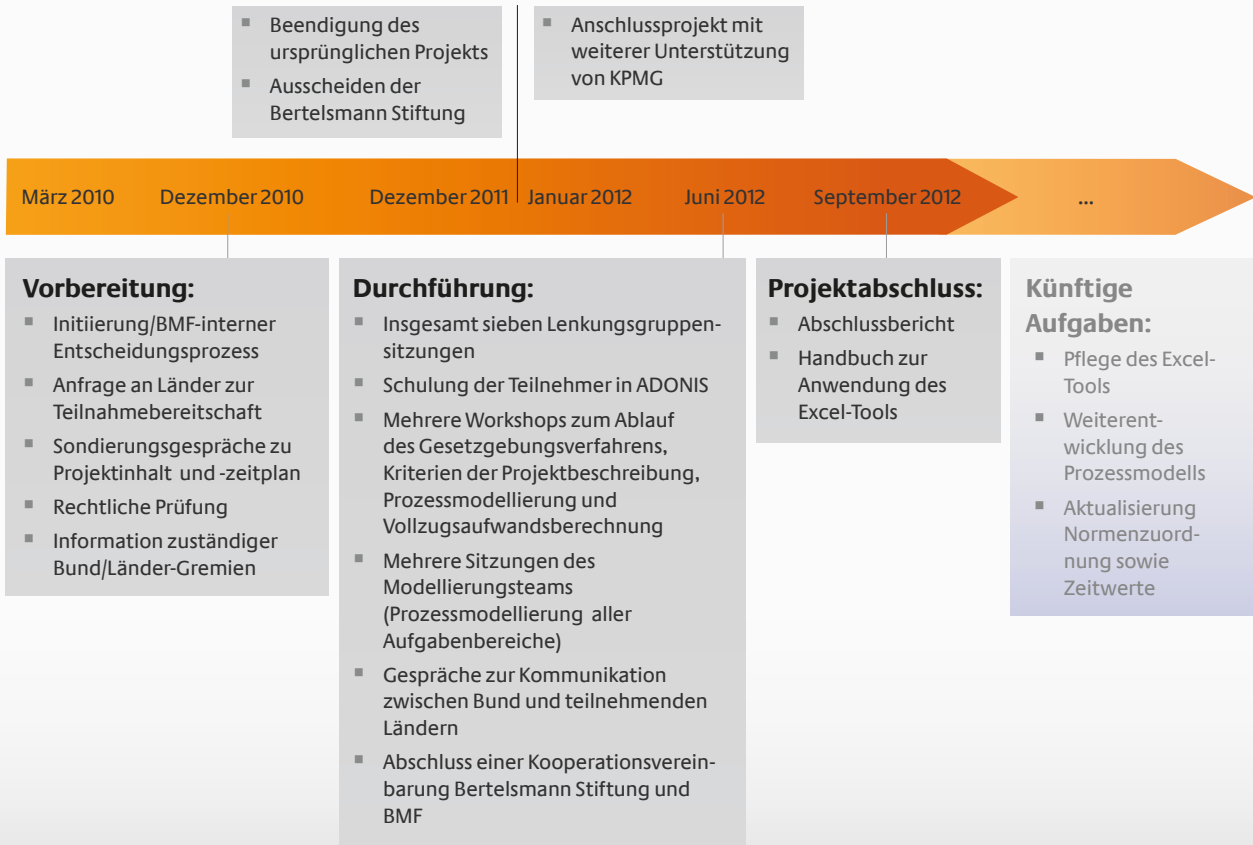 Beendigung des
ursprünglichen Projekts
Ausscheiden der
Bertelsmann Stiftung
Anschlussprojekt mit
weiterer Unterstützung
von KPMG
März 2010 Dezember 2010 Dezember 2011 Januar 2012 Juni 2012 September 2012 ...
Vorbereitung:
Initiierung/BMF-interner
Entscheidungsprozess
Anfrage an Länder zur
Teilnahmebereitschaft
Sondierungsgespräche zu
Projektinhalt und -zeitplan
Rechtliche Prüfung
Information zuständiger
Bund/Länder-Gremien
Durchführung:
Insgesamt sieben Lenkungsgruppen-
sitzungen
Schulung der Teilnehmer in ADONIS
Mehrere Workshops zum Ablauf
des Gesetzgebungsverfahrens,
Kriterien der Projektbeschreibung,
Prozessmodellierung und
Vollzugsaufwandsberechnung
Mehrere Sitzungen des
Modellierungsteams
(Prozessmodellierung aller
Aufgabenbereiche)
Gespräche zur Kommunikation
zwischen Bund und teilnehmenden
Ländern
Abschluss einer Kooperationsverein-
barung Bertelsmann Stiftung und
BMF
Projektabschluss:
Abschlussbericht
Handbuch zur
Anwendung des
Excel-Tools
Künftige
Aufgaben:
Pflege des Excel-
Tools
Weiterent-
wicklung des
Prozessmodells
Aktualisierung
Normenzuord-
nung sowie
Zeitwerte